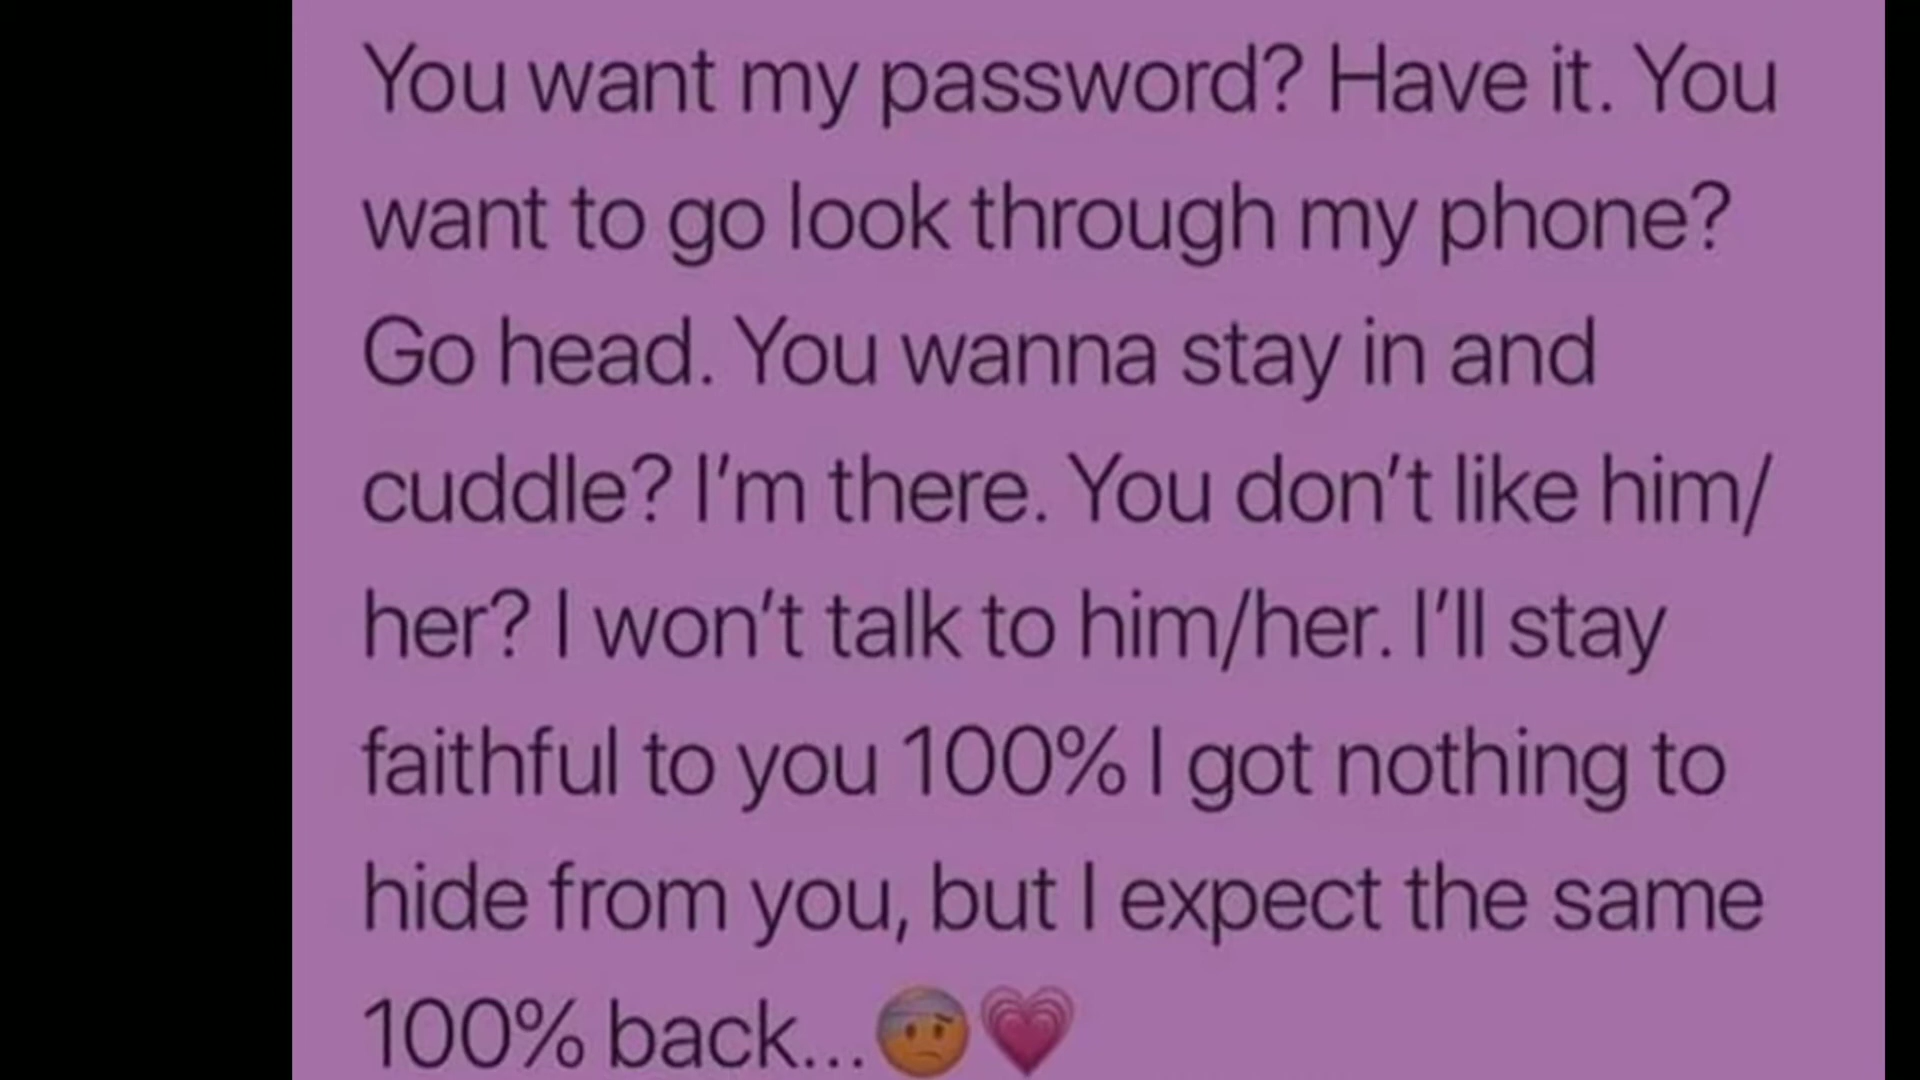 You want my password? Have it. You
want to go look through my phone?
Go head. You wanna stay in and
cuddle? I'm there. You don't like him/
her? I won't talk to him/her. I'll stay
faithful to you 100% I got nothing to
hide from you, but I expect the same
100% back...🤕💗